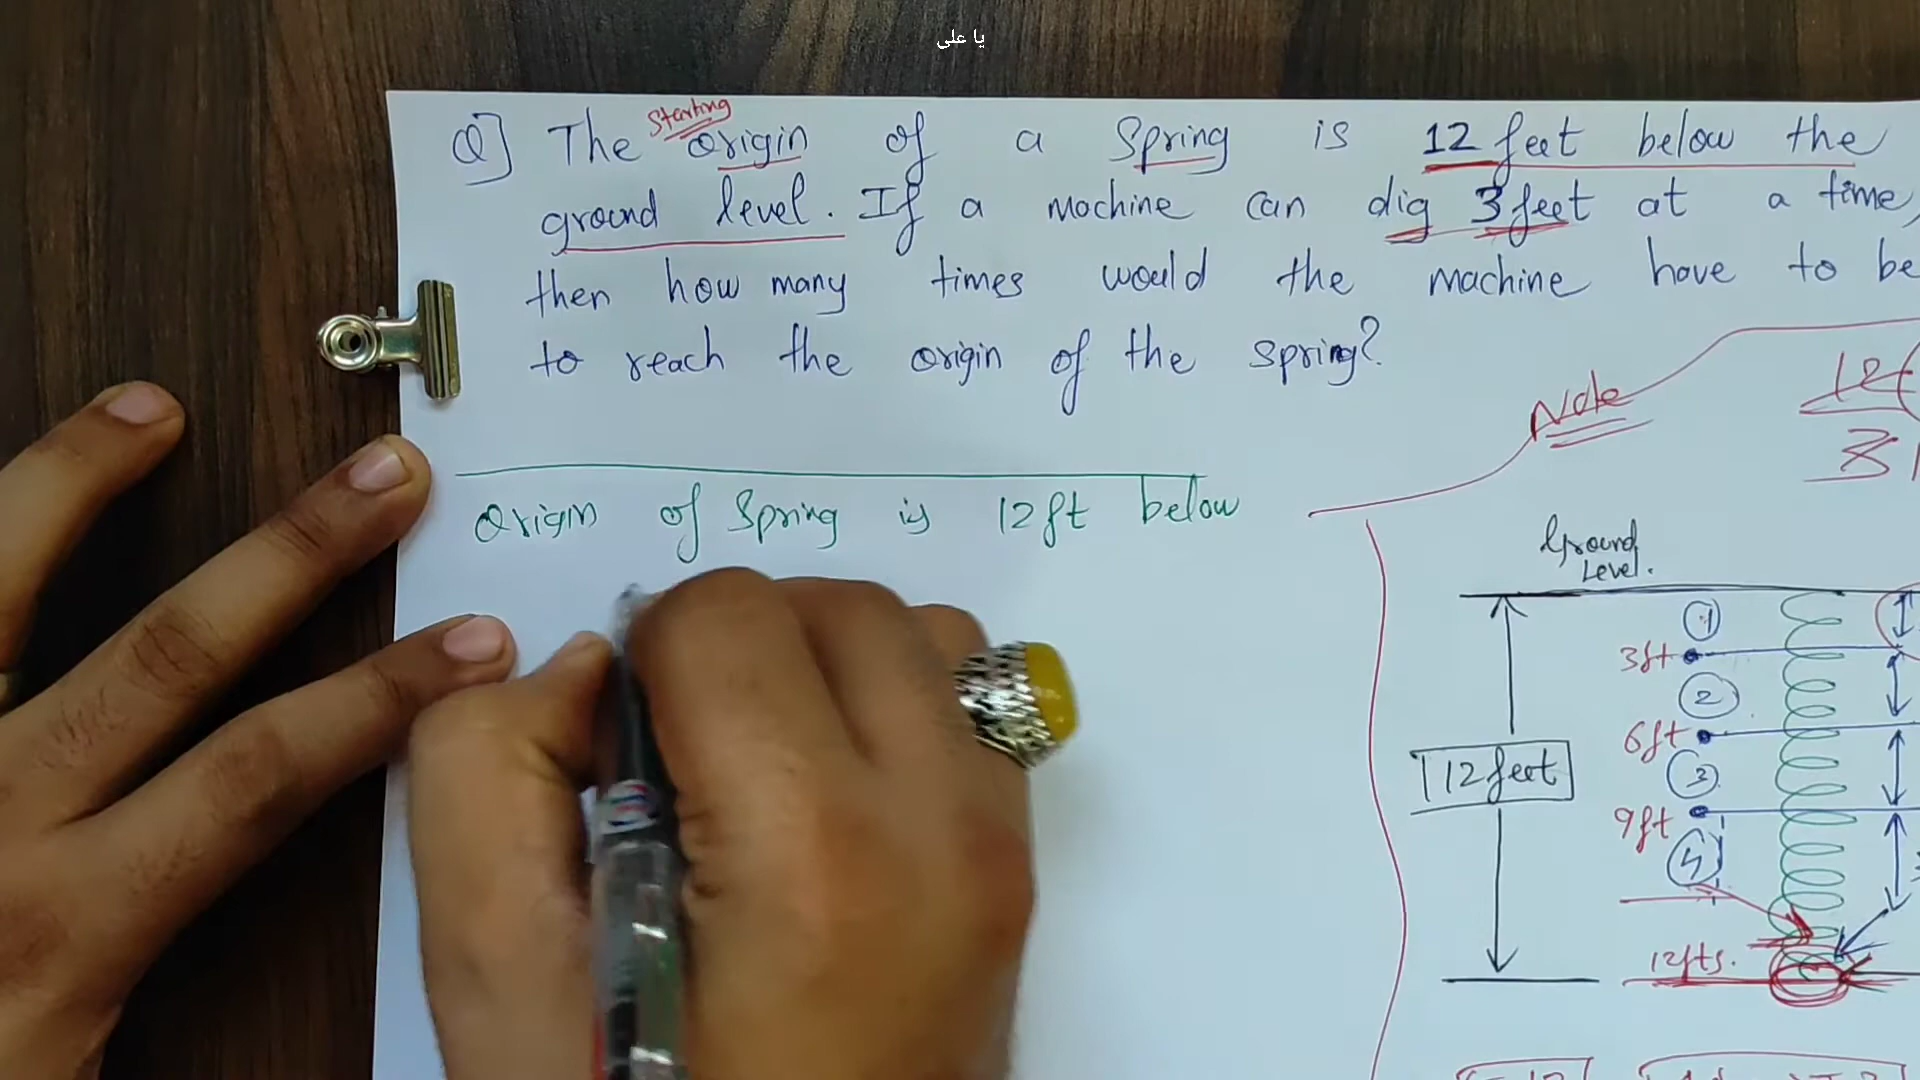 يا على
Q] The origin of a spring is 12 feet below the
Starting
ground level. If a machine can dig 3 feet at a time,
then how many times would the machine have to be
to reach the origin of the spring?
Note
Origin of Spring is 12ft below
Ground
Level.
1
3ft
2
6ft
12 feet
3
9ft
4
12fts.